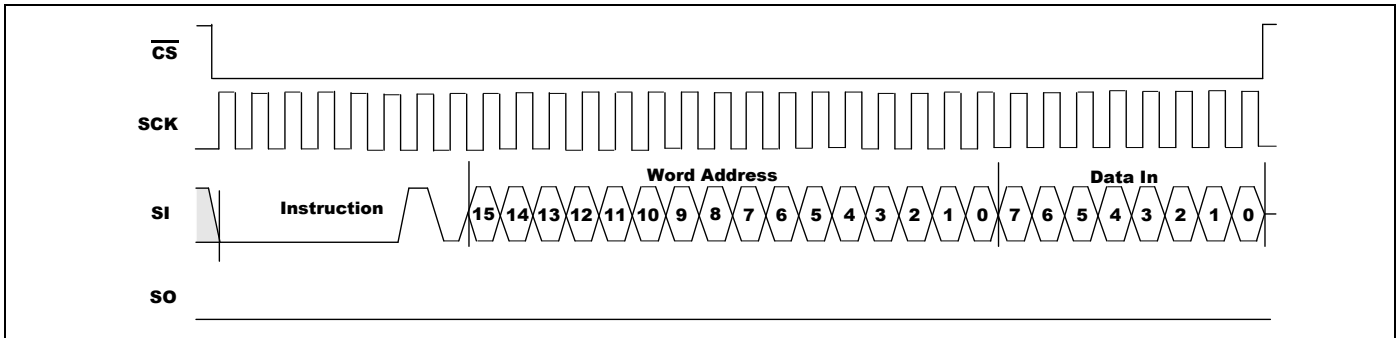 CS
SCK
Word Address
Data In
SI
Instruction
15 14 13 12 11 10 9 8 7 6 5 4 3 2 1 0 7 6 5 4 3 2 1 0
SO